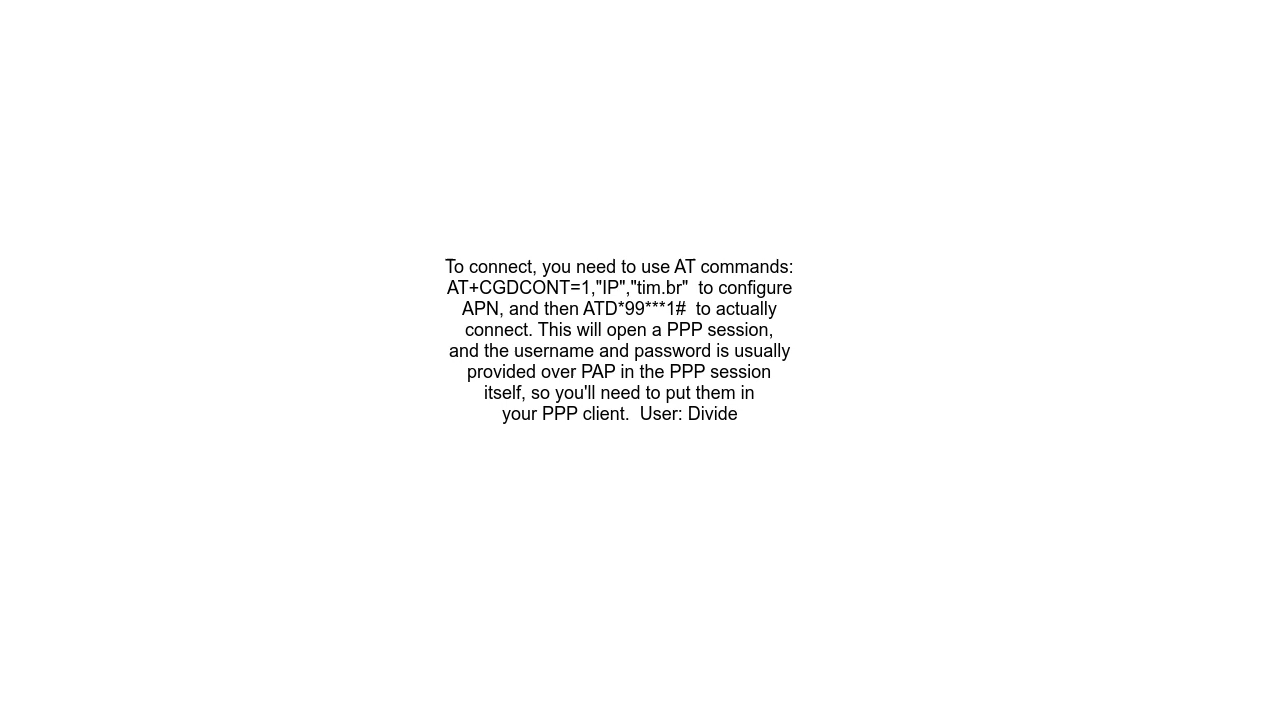 To connect, you need to use AT commands:
AT+CGDCONT=1,"IP","tim.br"  to configure
APN, and then ATD*99***1#  to actually
connect. This will open a PPP session,
and the username and password is usually
provided over PAP in the PPP session
itself, so you'll need to put them in
your PPP client.  User: Divide